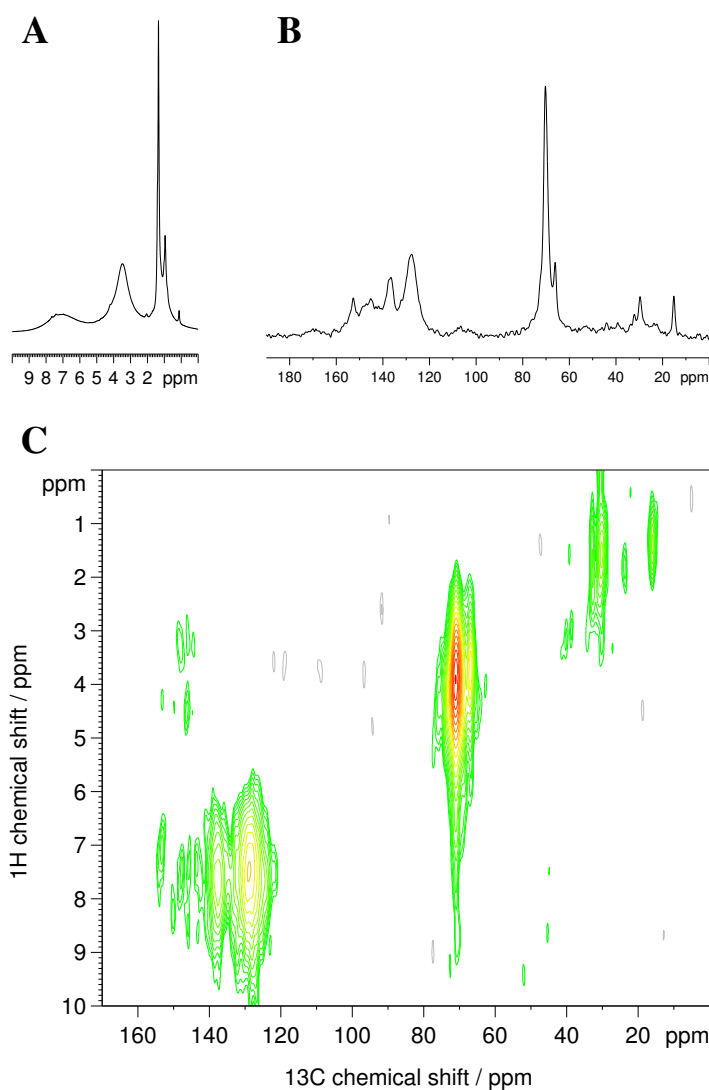 A
B
9 8 7 6 5 4 3 2 ppm
180 160 140 120 100 80 60 40 20 ppm
C
ppm
1
2
3
4
5
6
7
8
9
10
1H chemical shift / ppm
160 140 120 100 80 60 40 20 ppm
13C chemical shift / ppm